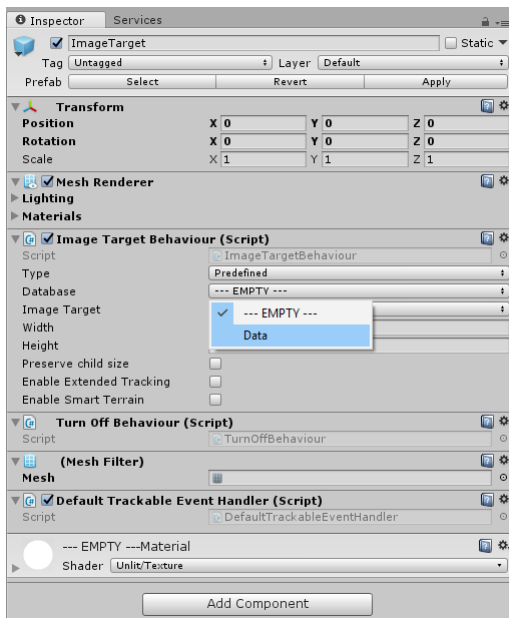 Inspector Services
ImageTarget Static
Tag Untagged Layer Default
Prefab Select Revert Apply
Transform
Position X 0 Y 0 Z 0
Rotation X 0 Y 0 Z 0
Scale X 1 Y 1 Z 1
Mesh Renderer
Lighting
Materials
Image Target Behaviour (Script)
Script ImageTargetBehaviour
Type Predefined
Database --- EMPTY ---
Image Target --- EMPTY ---
Width Data
Height
Preserve child size
Enable Extended Tracking
Enable Smart Terrain
Turn Off Behaviour (Script)
Script TurnOffBehaviour
(Mesh Filter)
Mesh
Default Trackable Event Handler (Script)
Script DefaultTrackableEventHandler
--- EMPTY ---Material
Shader Unlit/Texture
Add Component